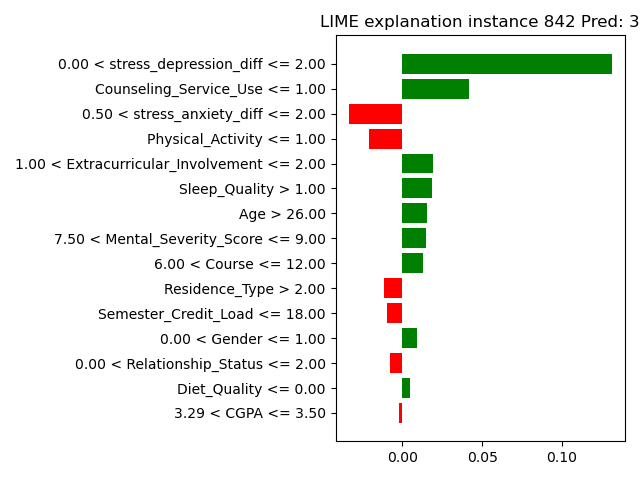 LIME explanation instance 842 Pred: 3
0.00 < stress_depression_diff <= 2.00
Counseling_Service_Use <= 1.00
0.50 < stress_anxiety_diff <= 2.00
Physical_Activity <= 1.00
1.00 < Extracurricular_Involvement <= 2.00
Sleep_Quality > 1.00
Age > 26.00
7.50 < Mental_Severity_Score <= 9.00
6.00 < Course <= 12.00
Residence_Type > 2.00
Semester_Credit_Load <= 18.00
0.00 < Gender <= 1.00
0.00 < Relationship_Status <= 2.00
Diet_Quality <= 0.00
3.29 < CGPA <= 3.50
0.00 0.05 0.10